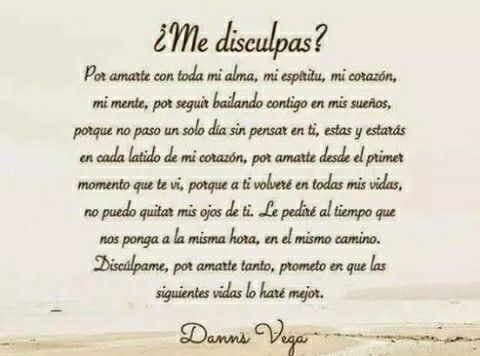 ¿Me disculpas?
Por amarte con toda mi alma, mi espíritu, mi corazón,
mi mente, por seguir bailando contigo en mis sueños,
porque no paso un solo día sin pensar en ti, estas y estarás
en cada latido de mi corazón, por amarte desde el primer
momento que te vi, porque a ti volveré en todas mis vidas,
no puedo quitar mis ojos de ti. Le pediré al tiempo que
nos ponga a la misma hora, en el mismo camino.
Discúlpame, por amarte tanto, prometo en que las
siguientes vidas lo haré mejor.
Danns Vega